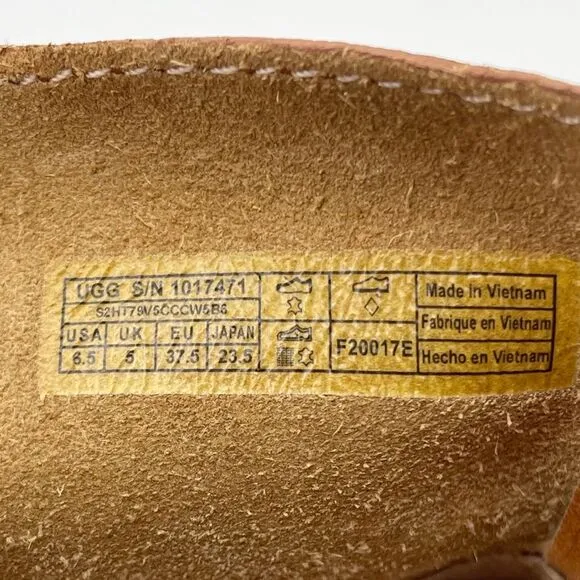 UGG S/N 1017471
S2HT79V5CCCW5B8
USA UK EU JAPAN
6.5 5 37.5 23.5
F20017E
Made in Vietnam
Fabrique en Vietnam
Hecho en Vietnam